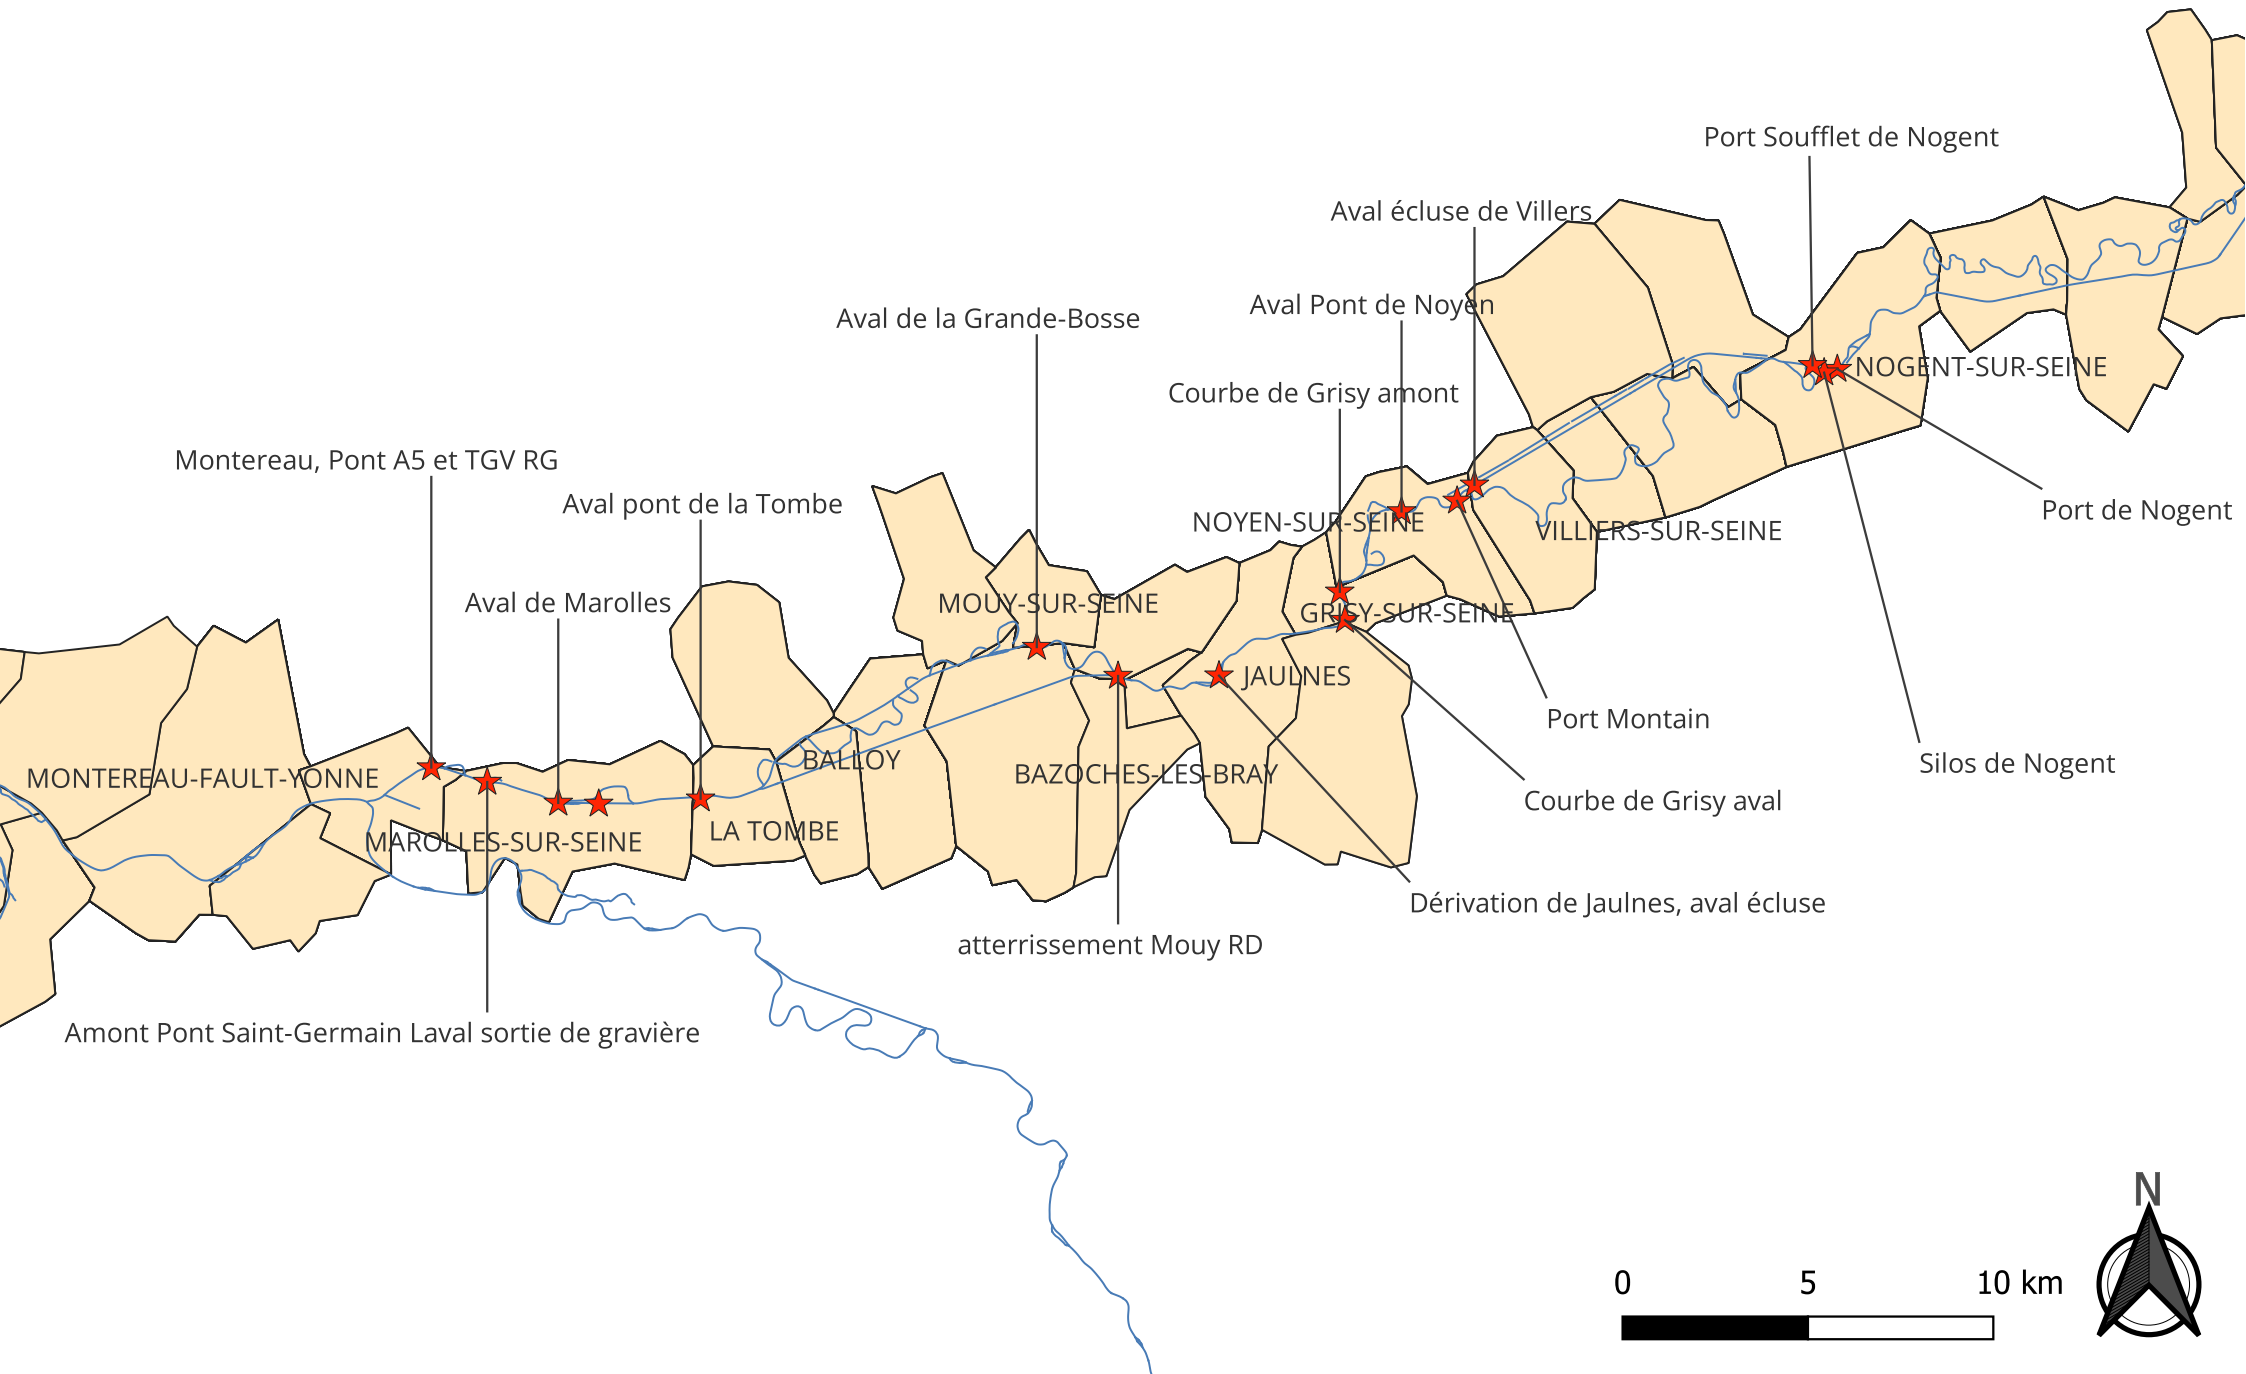 Port Soufflet de Nogent
Aval écluse de Villers
Aval Pont de Noyen
Aval de la Grande-Bosse
NOGENT-SUR-SEINE
Courbe de Grisy amont
Montereau, Pont A5 et TGV RG
Aval pont de la Tombe
Port de Nogent
NOYEN-SUR-SEINE
VILLIERS-SUR-SEINE
Aval de Marolles
MOUY-SUR-SEINE
GRISY-SUR-SEINE
JAULNES
Port Montain
BALLOY
Silos de Nogent
MONTEREAU-FAULT-YONNE
BAZOCHES-LES-BRAY
Courbe de Grisy aval
LA TOMBE
MAROLLES-SUR-SEINE
Dérivation de Jaulnes, aval écluse
atterrissement Mouy RD
Amont Pont Saint-Germain Laval sortie de gravière
N
0 5 10 km